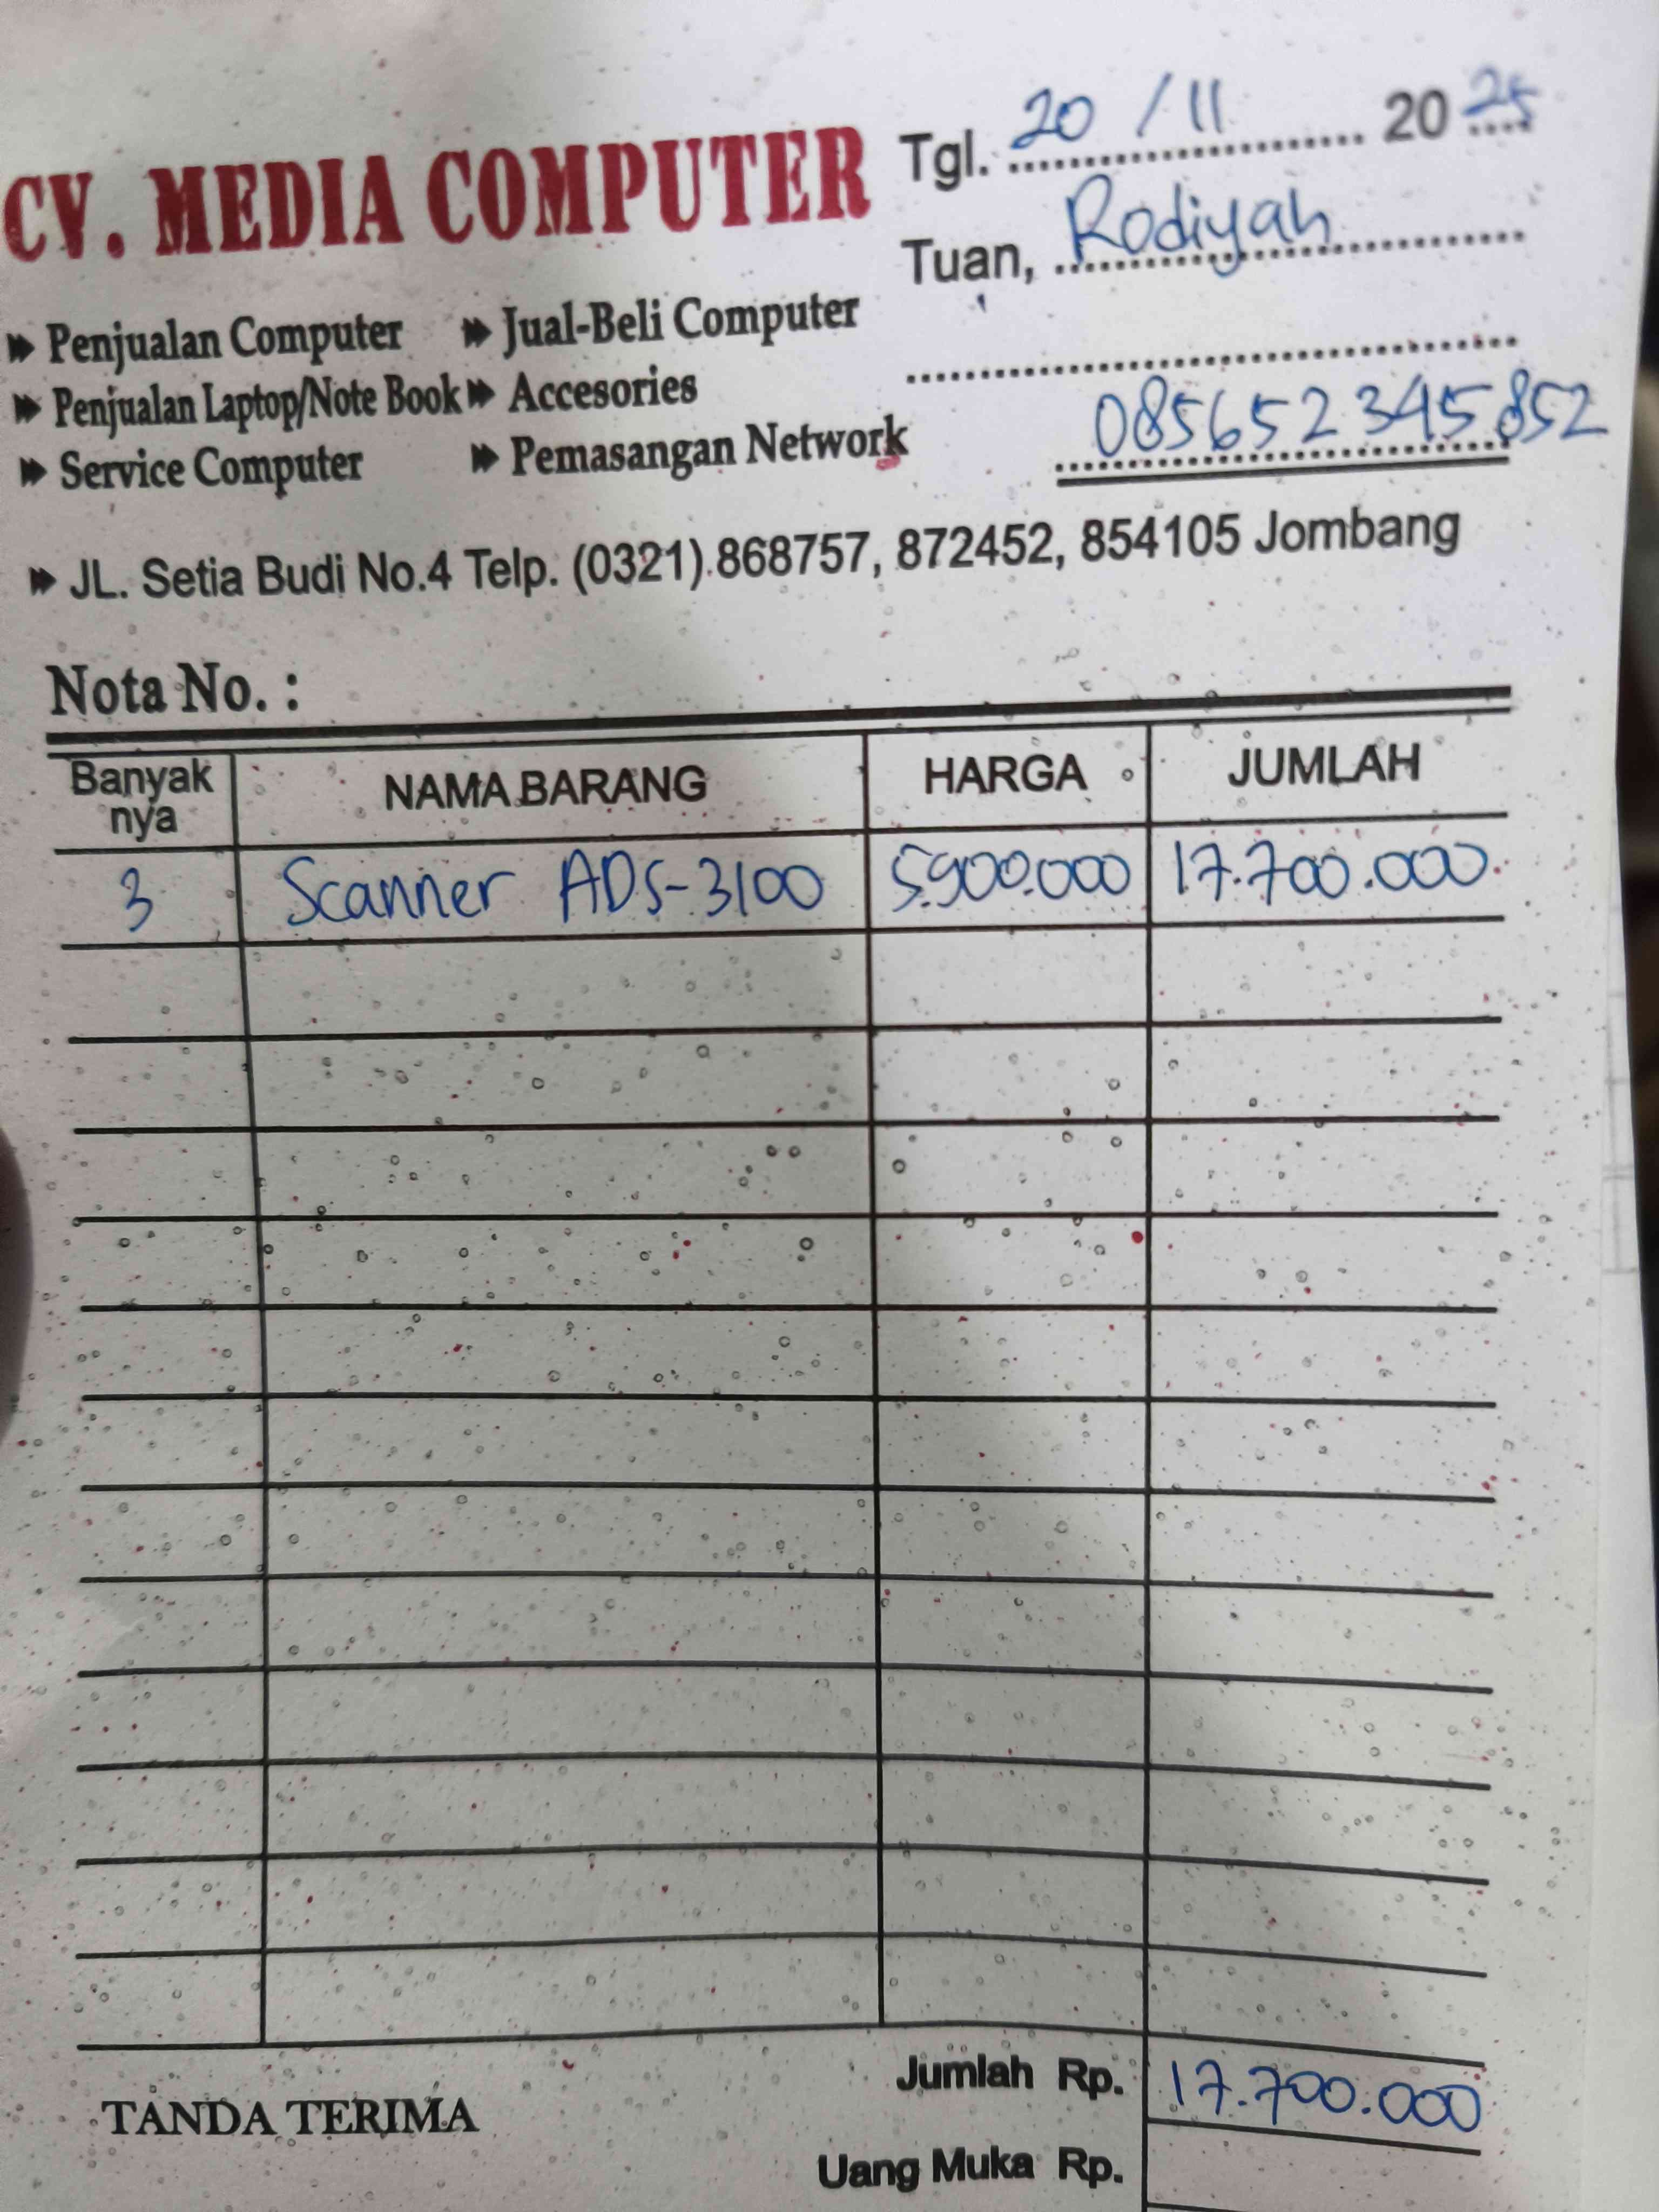 CV. MEDIA COMPUTER
Tgl. 20 / 11 2025
Tuan, Rodiyah
085652345852
Penjualan Computer Jual-Beli Computer
Penjualan Laptop/Note Book Accesories
Service Computer Pemasangan Network
JL. Setia Budi No.4 Telp. (0321) 868757, 872452, 854105 Jombang
Nota No. :
Banyak nya NAMA BARANG HARGA JUMLAH
3 Scanner ADS-3100 5.900.000 17.700.000
Jumlah Rp. 17.700.000
TANDA TERIMA
Uang Muka Rp.